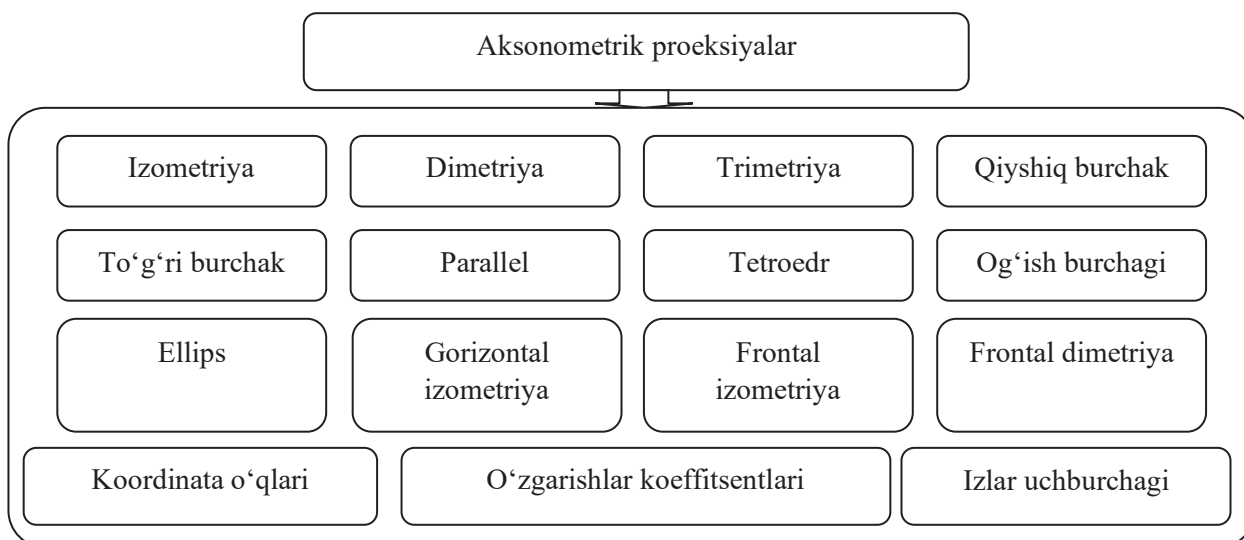 Aksonometrik proeksiyalar
Izometriya
Dimetriya
Trimetriya
Qiyshiq burchak
To‘g‘ri burchak
Parallel
Tetroedr
Og‘ish burchagi
Ellips
Gorizontal
izometriya
Frontal
izometriya
Frontal dimetriya
Koordinata o‘qlari
O‘zgarishlar koeffitsentlari
Izlar uchburchagi